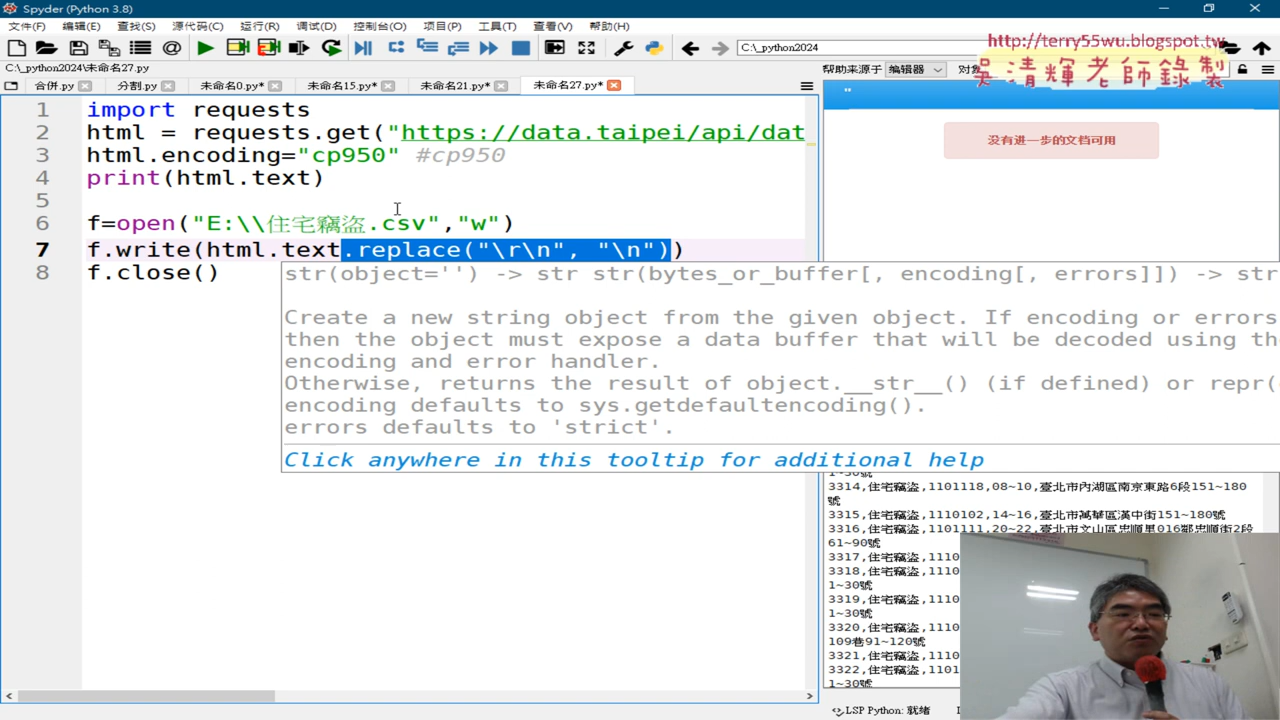 Spyder (Python 3.8)
文件(F) 编辑(E) 查找(S) 源代码(C) 运行(R) 调试(D) 控制台(O) 项目(P) 工具(T) 查看(V) 帮助(H)
C:\_python2024
http://terry55wu.blogspot.tw
吳清輝老師錄製
C:\_python2024\未命名27.py
帮助来源于 编辑器
合併.py 分割.py 未命名0.py* 未命名15.py* 未命名21.py* 未命名27.py*
1 import requests
2 html = requests.get("https://data.taipei/api/dat
3 html.encoding="cp950" #cp950
4 print(html.text)
5
6 f=open("E:\\住宅竊盜.csv","w")
7 f.write(html.text.replace("\r\n", "\n"))
8 f.close()
没有进一步的文档可用
str(object='') -> str str(bytes_or_buffer[, encoding[, errors]]) -> str
Create a new string object from the given object. If encoding or errors
then the object must expose a data buffer that will be decoded using th
encoding and error handler.
Otherwise, returns the result of object.__str__() (if defined) or repr(
encoding defaults to sys.getdefaultencoding().
errors defaults to 'strict'.
Click anywhere in this tooltip for additional help
1~30號
3314,住宅竊盜,1101118,08~10,臺北市內湖區南京東路6段151~180
號
3315,住宅竊盜,1110102,14~16,臺北市萬華區漢中街151~180號
3316,住宅竊盜,1101111,20~22,臺北市文山區忠順里016鄰忠順街2段
61~90號
3317,住宅竊盜,1110
3318,住宅竊盜,1110
1~30號
3319,住宅竊盜,1110
1~30號
3320,住宅竊盜,1110
109巷91~120號
3321,住宅竊盜,1110
3322,住宅竊盜,1101
1~30號
LSP Python: 就绪